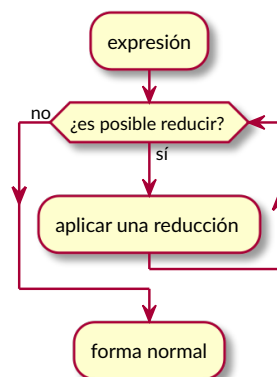 expresión
no
¿es posible reducir?
sí
aplicar una reducción
forma normal